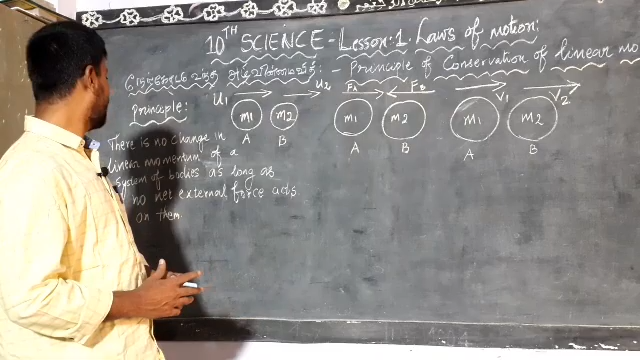 10TH SCIENCE - Lesson:1. Laws of motion:
நேர்கோட்டு உந்த அழிவின்மை விதி: - Principle of Conservation of linear mo
principle:
U1 U2 FA FB V1 V2
m1 m2 m1 m2 m1 m2
A B A B A B
There is no change in
linear momentum of a
system of bodies as long as
no net external force acts
on them.